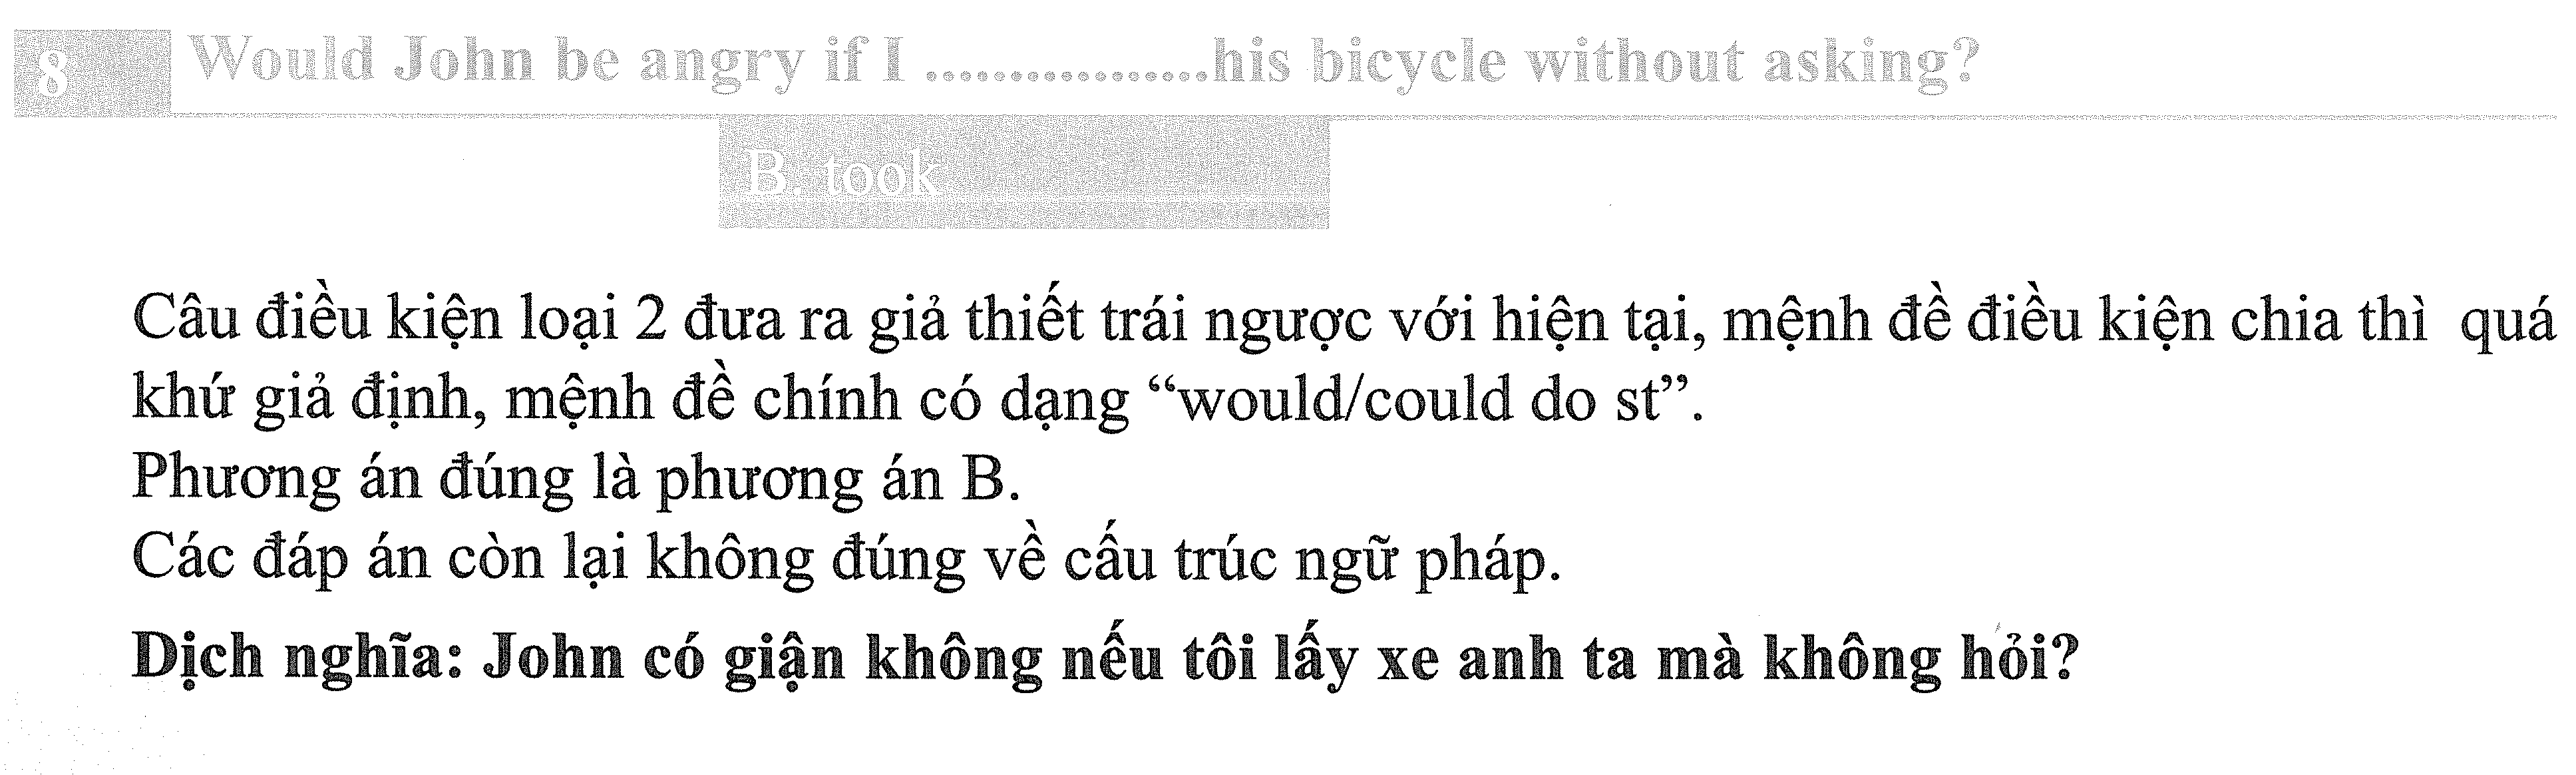 8 Would John be angry if I .................his bicycle without asking?
B. took
Câu điều kiện loại 2 đưa ra giả thiết trái ngược với hiện tại, mệnh đề điều kiện chia thì quá
khứ giả định, mệnh đề chính có dạng “would/could do st”.
Phương án đúng là phương án B.
Các đáp án còn lại không đúng về cấu trúc ngữ pháp.
Dịch nghĩa: John có giận không nếu tôi lấy xe anh ta mà không hỏi?